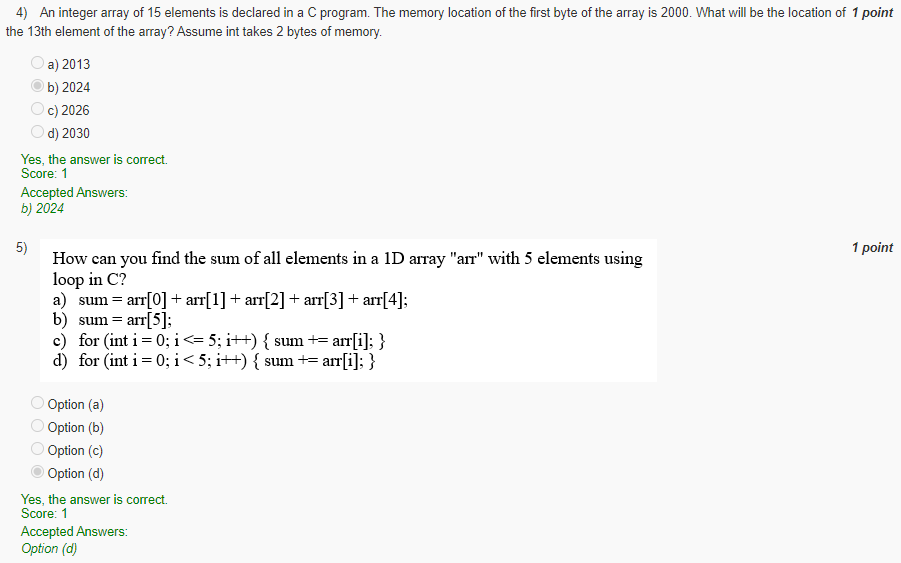 4) An integer array of 15 elements is declared in a C program. The memory location of the first byte of the array is 2000. What will be the location of 1 point
the 13th element of the array? Assume int takes 2 bytes of memory.
a) 2013
b) 2024
c) 2026
d) 2030
Yes, the answer is correct.
Score: 1
Accepted Answers:
b) 2024
5) 1 point
How can you find the sum of all elements in a 1D array "arr" with 5 elements using
loop in C?
a) sum = arr[0] + arr[1] + arr[2] + arr[3] + arr[4];
b) sum = arr[5];
c) for (int i = 0; i <= 5; i++) { sum += arr[i]; }
d) for (int i = 0; i < 5; i++) { sum += arr[i]; }
Option (a)
Option (b)
Option (c)
Option (d)
Yes, the answer is correct.
Score: 1
Accepted Answers:
Option (d)